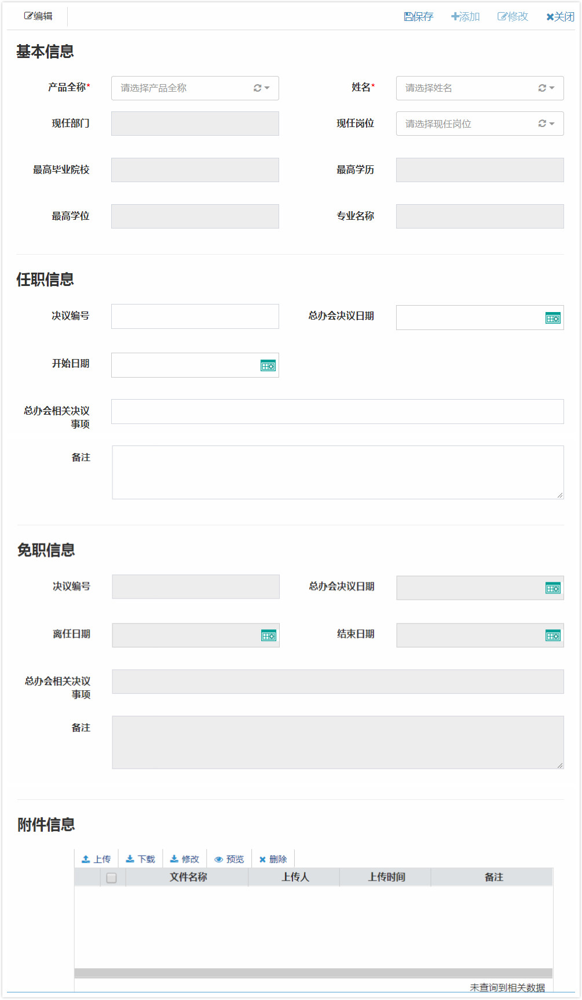 编辑 保存 添加 修改 关闭
基本信息
产品全称* 请选择产品全称 姓名* 请选择姓名
现任部门 现任岗位 请选择现任岗位
最高毕业院校 最高学历
最高学位 专业名称
任职信息
决议编号 总办会决议日期
开始日期
总办会相关决议
事项
备注
免职信息
决议编号 总办会决议日期
离任日期 结束日期
总办会相关决议
事项
备注
附件信息
上传 下载 修改 预览 删除
文件名称 上传人 上传时间 备注
未查询到相关数据